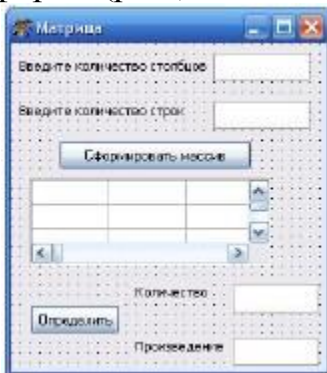 Матрица
Введите количество столбцов
Введите количество строк
Сформировать массив
Количество
Определить
Произведение